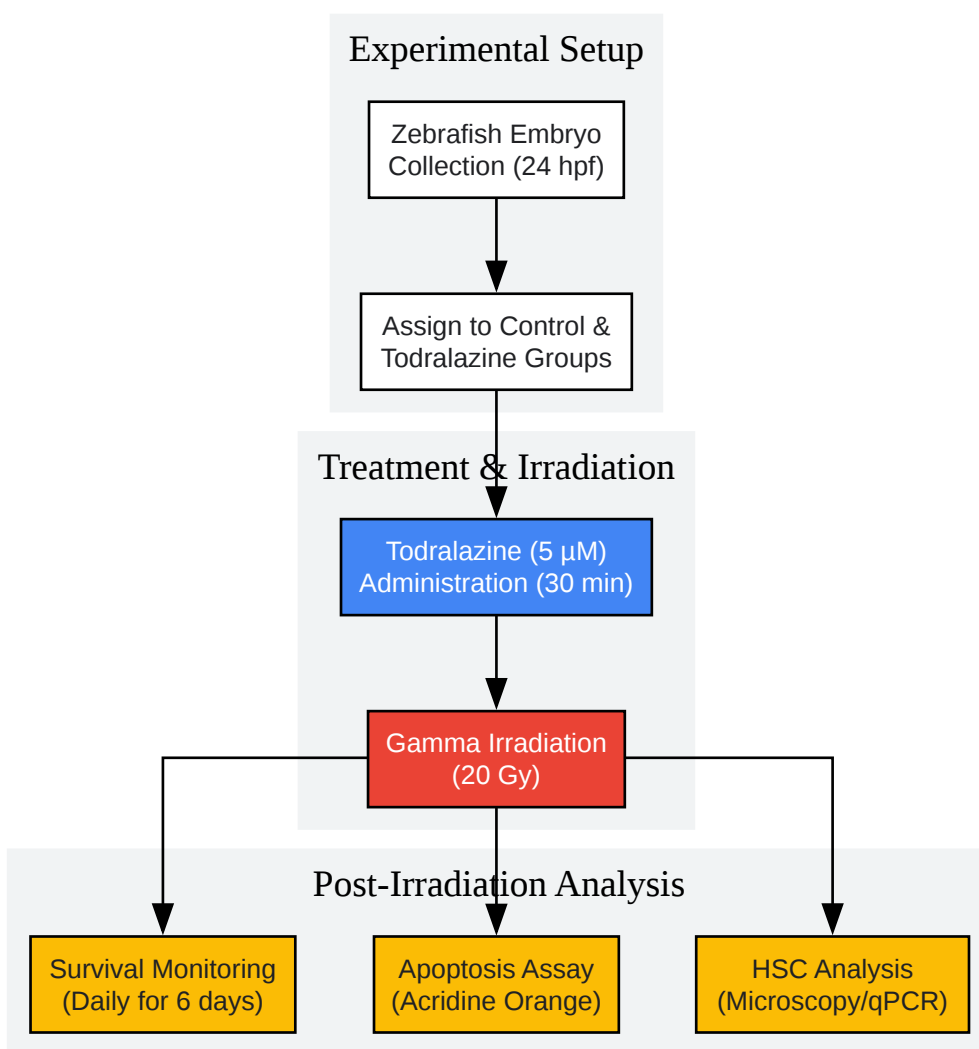 Experimental Setup
Zebrafish Embryo
Collection (24 hpf)
Assign to Control &
Todralazine Groups
Treatment & Irradiation
Todralazine (5 µM)
Administration (30 min)
Gamma Irradiation
(20 Gy)
Post-Irradiation Analysis
Survival Monitoring
(Daily for 6 days)
Apoptosis Assay
(Acridine Orange)
HSC Analysis
(Microscopy/qPCR)